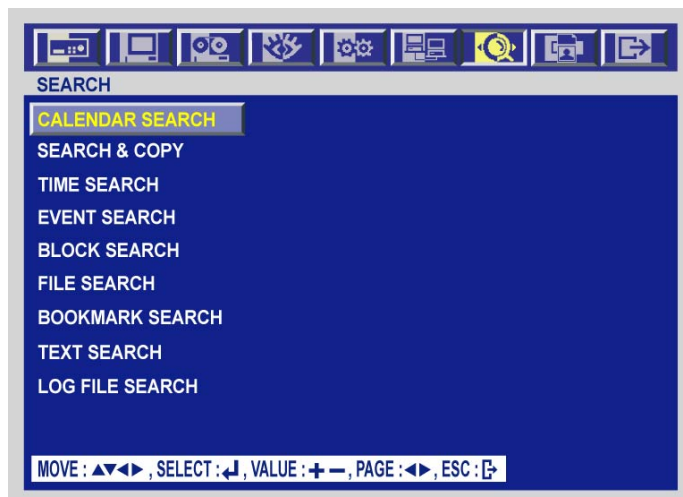 SEARCH
CALENDAR SEARCH
SEARCH & COPY
TIME SEARCH
EVENT SEARCH
BLOCK SEARCH
FILE SEARCH
BOOKMARK SEARCH
TEXT SEARCH
LOG FILE SEARCH
MOVE : ▲▼◀▶ , SELECT : ↵ , VALUE : + − , PAGE : ◀▶ , ESC :